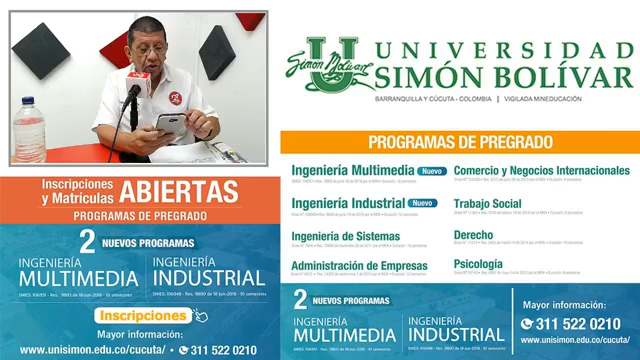 Simón Bolívar
UNIVERSIDAD
SIMÓN BOLÍVAR
BARRANQUILLA Y CÚCUTA - COLOMBIA | VIGILADA MINEDUCACIÓN
PROGRAMAS DE PREGRADO
Ingeniería Multimedia Nuevo
Ingeniería Industrial Nuevo
Ingeniería de Sistemas
Administración de Empresas
Comercio y Negocios Internacionales
Trabajo Social
Derecho
Psicología
Inscripciones
y Matrículas ABIERTAS
PROGRAMAS DE PREGRADO
2 NUEVOS PROGRAMAS
INGENIERÍA
MULTIMEDIA
INGENIERÍA
INDUSTRIAL
Inscripciones
Mayor información:
www.unisimon.edu.co/cucuta/ • 311 522 0210
2 NUEVOS PROGRAMAS
INGENIERÍA
MULTIMEDIA
INGENIERÍA
INDUSTRIAL
Mayor información:
311 522 0210
www.unisimon.edu.co/cucuta/